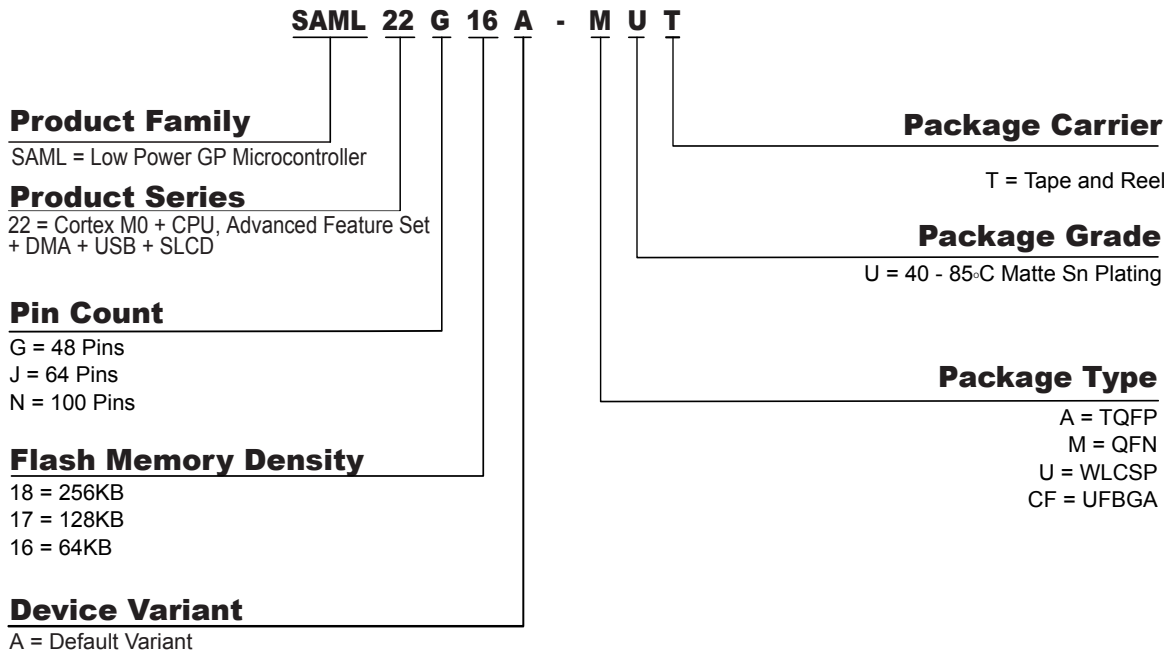 SAML 22 G 16 A - M U T
Product Family
SAML = Low Power GP Microcontroller
Product Series
22 = Cortex M0 + CPU, Advanced Feature Set
+ DMA + USB + SLCD
Pin Count
G = 48 Pins
J = 64 Pins
N = 100 Pins
Flash Memory Density
18 = 256KB
17 = 128KB
16 = 64KB
Device Variant
A = Default Variant
Package Carrier
T = Tape and Reel
Package Grade
U = 40 - 85◦C Matte Sn Plating
Package Type
A = TQFP
M = QFN
U = WLCSP
CF = UFBGA